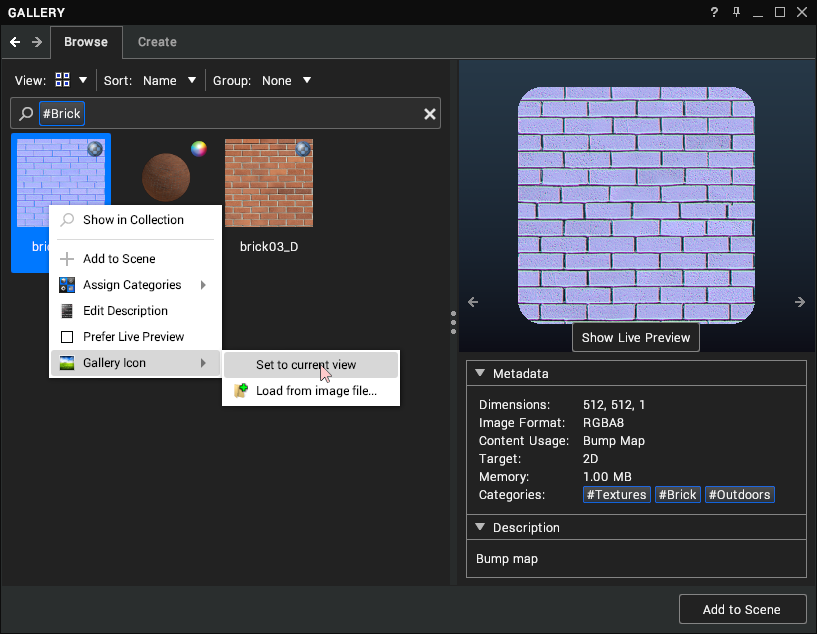 GALLERY
?
Browse Create
View: Sort: Name Group: None
#Brick
brick03_D
Show in Collection
Add to Scene
Assign Categories
Edit Description
Prefer Live Preview
Gallery Icon
Set to current view
Load from image file...
Show Live Preview
Metadata
Dimensions: 512, 512, 1
Image Format: RGBA8
Content Usage: Bump Map
Target: 2D
Memory: 1.00 MB
Categories: #Textures #Brick #Outdoors
Description
Bump map
Add to Scene